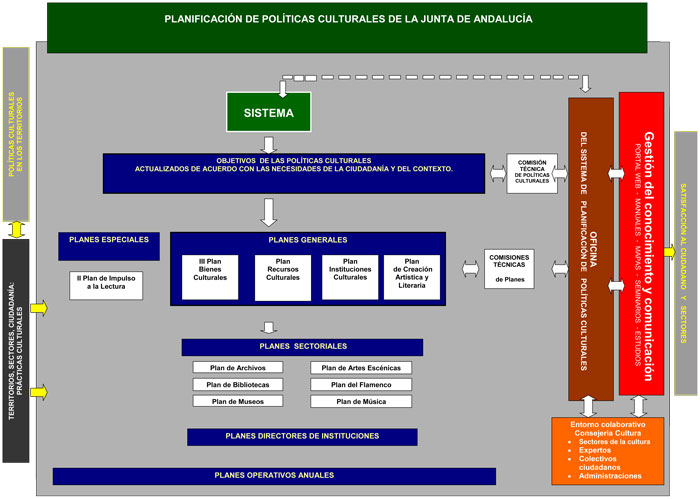 PLANIFICACIÓN DE POLÍTICAS CULTURALES DE LA JUNTA DE ANDALUCÍA
SISTEMA
OBJETIVOS DE LAS POLÍTICAS CULTURALES
ACTUALIZADOS DE ACUERDO CON LAS NECESIDADES DE LA CIUDADANÍA Y DEL CONTEXTO.
COMISIÓN
TÉCNICA
DE POLÍTICAS
CULTURALES
PLANES ESPECIALES
II Plan de Impulso
a la Lectura
PLANES GENERALES
III Plan
Bienes
Culturales
Plan
Recursos
Culturales
Plan
Instituciones
Culturales
Plan
de Creación
Artística y
Literaria
COMISIONES
TÉCNICAS
de Planes
PLANES SECTORIALES
Plan de Archivos
Plan de Artes Escénicas
Plan de Bibliotecas
Plan del Flamenco
Plan de Museos
Plan de Música
PLANES DIRECTORES DE INSTITUCIONES
PLANES OPERATIVOS ANUALES
POLÍTICAS CULTURALES
EN LOS TERRITORIOS
TERRITORIOS, SECTORES, CIUDADANÍA:
PRÁCTICAS CULTURALES
OFICINA
DEL SISTEMA DE PLANIFICACIÓN DE POLÍTICAS CULTURALES
Gestión del conocimiento y comunicación
PORTAL WEB - MANUALES - MAPAS - SEMINARIOS - ESTUDIOS
SATISFACCIÓN AL CIUDADANO Y SECTORES
Entorno colaborativo
Consejería Cultura
• Sectores de la cultura
• Expertos
• Colectivos
ciudadanos
• Administraciones